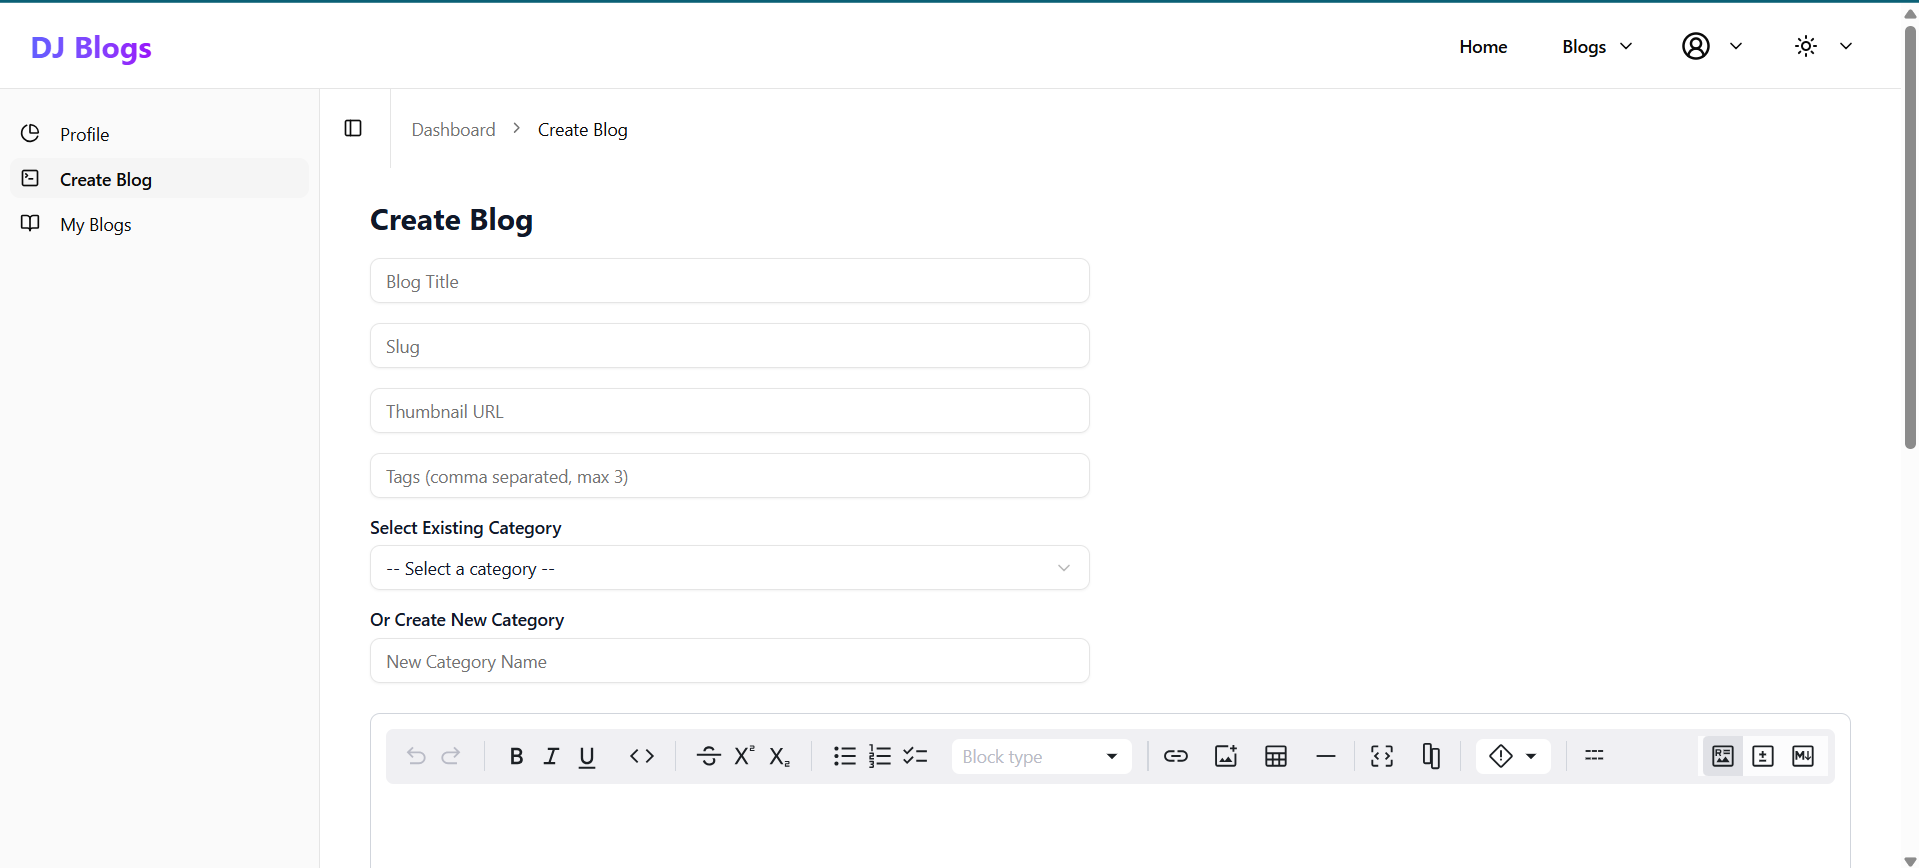 DJ Blogs
Home
Blogs
Profile
Create Blog
My Blogs
Dashboard
Create Blog
Create Blog
Blog Title
Slug
Thumbnail URL
Tags (comma separated, max 3)
Select Existing Category
-- Select a category --
Or Create New Category
New Category Name
Block type